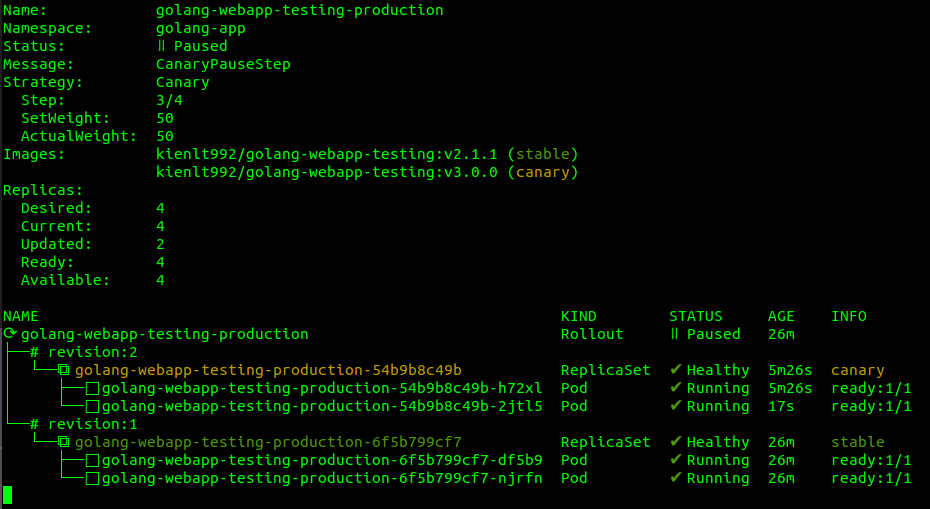 Name: golang-webapp-testing-production
Namespace: golang-app
Status: ॥ Paused
Message: CanaryPauseStep
Strategy: Canary
Step: 3/4
SetWeight: 50
ActualWeight: 50
Images: kienlt992/golang-webapp-testing:v2.1.1 (stable)
kienlt992/golang-webapp-testing:v3.0.0 (canary)
Replicas:
Desired: 4
Current: 4
Updated: 2
Ready: 4
Available: 4
NAME KIND STATUS AGE INFO
⟳ golang-webapp-testing-production Rollout ॥ Paused 26m
├──# revision:2
│  └──⧉ golang-webapp-testing-production-54b9b8c49b ReplicaSet ✔ Healthy 5m26s canary
│     ├──□ golang-webapp-testing-production-54b9b8c49b-h72xl Pod ✔ Running 5m26s ready:1/1
│     └──□ golang-webapp-testing-production-54b9b8c49b-2jtl5 Pod ✔ Running 17s ready:1/1
└──# revision:1
   └──⧉ golang-webapp-testing-production-6f5b799cf7 ReplicaSet ✔ Healthy 26m stable
      ├──□ golang-webapp-testing-production-6f5b799cf7-df5b9 Pod ✔ Running 26m ready:1/1
      └──□ golang-webapp-testing-production-6f5b799cf7-njrfn Pod ✔ Running 26m ready:1/1